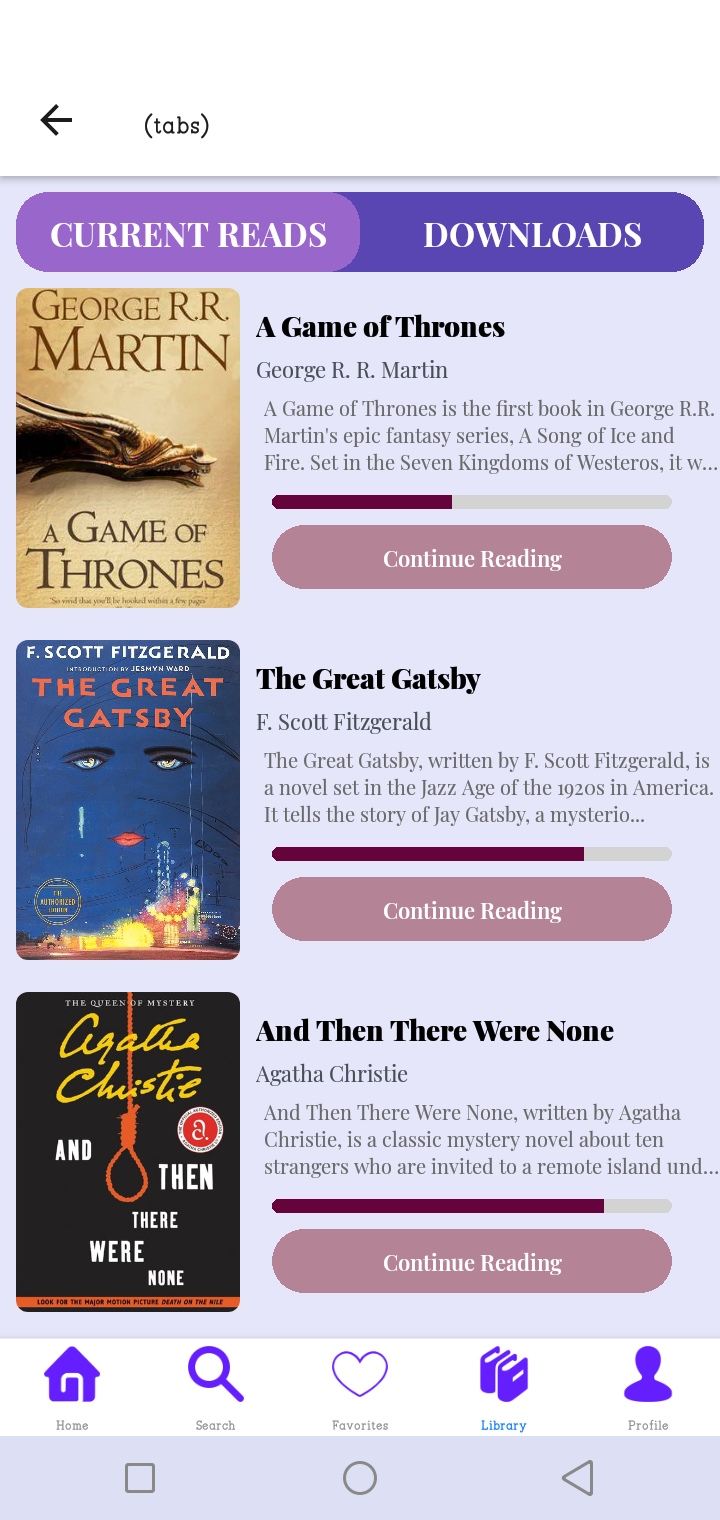 (tabs)
CURRENT READS
DOWNLOADS
GEORGE R.R.
MARTIN
A GAME OF
THRONES
"So vivid that you'll be hooked within a few pages"
A Game of Thrones
George R. R. Martin
A Game of Thrones is the first book in George R.R.
Martin's epic fantasy series, A Song of Ice and
Fire. Set in the Seven Kingdoms of Westeros, it w...
Continue Reading
F. SCOTT FITZGERALD
INTRODUCTION BY JESMYN WARD
THE GREAT
GATSBY
THE
AUTHORIZED
EDITION
The Great Gatsby
F. Scott Fitzgerald
The Great Gatsby, written by F. Scott Fitzgerald, is
a novel set in the Jazz Age of the 1920s in America.
It tells the story of Jay Gatsby, a mysterio...
Continue Reading
THE QUEEN OF MYSTERY
Agatha
Christie
AND
THEN
THERE
WERE
NONE
LOOK FOR THE MAJOR MOTION PICTURE DEATH ON THE NILE
And Then There Were None
Agatha Christie
And Then There Were None, written by Agatha
Christie, is a classic mystery novel about ten
strangers who are invited to a remote island und...
Continue Reading
Home
Search
Favorites
Library
Profile